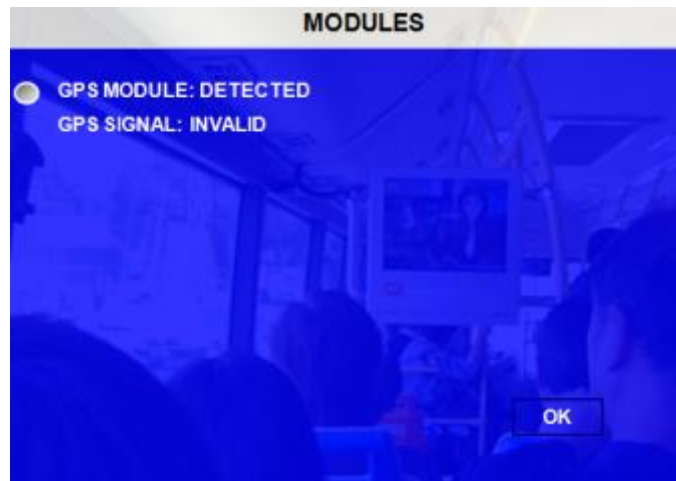 MODULES
GPS MODULE: DETECTED
GPS SIGNAL: INVALID
OK